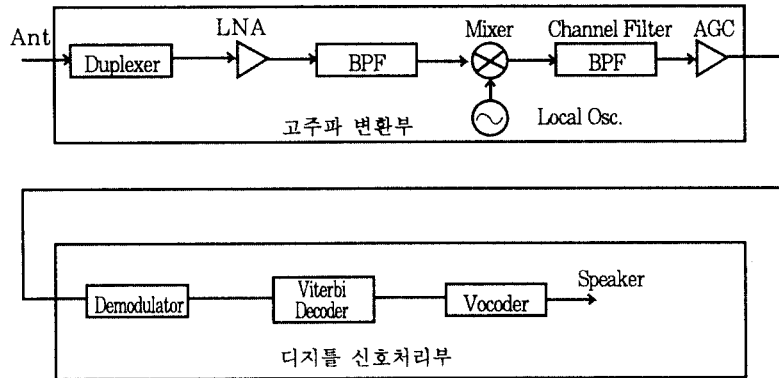 Ant
LNA
Mixer
Channel Filter
AGC
Duplexer
BPF
BPF
Local Osc.
고주파 변환부
Demodulator
Viterbi
Decoder
Vocoder
Speaker
디지틀 신호처리부